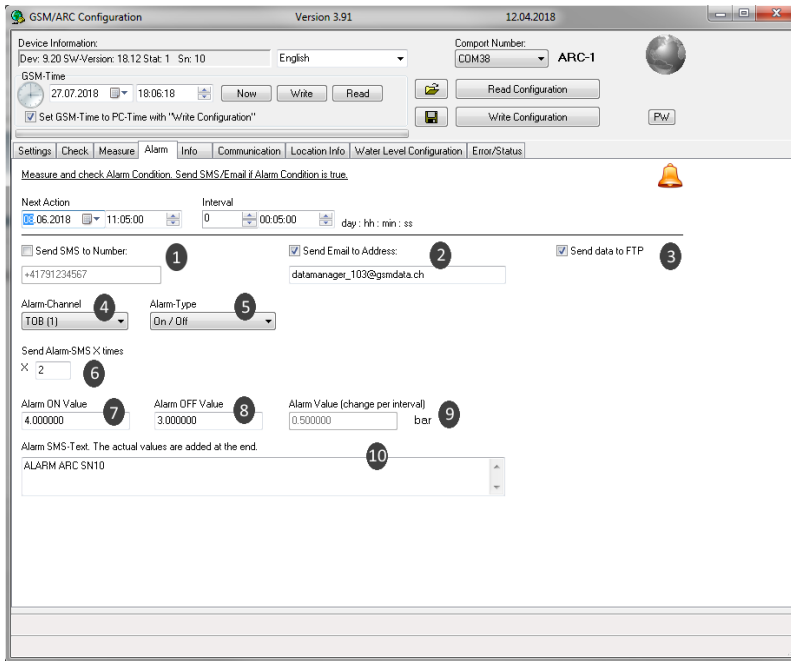 GSM/ARC Configuration Version 3.91 12.04.2018
Device Information: Comport Number:
Dev: 9.20 SW-Version: 18.12 Stat: 1 Sn: 10 English COM38 ARC-1
GSM-Time
27.07.2018 18:06:18 Now Write Read Read Configuration
Set GSM-Time to PC-Time with "Write Configuration" Write Configuration PW
Settings Check Measure Alarm Info Communication Location Info Water Level Configuration Error/Status
Measure and check Alarm Condition. Send SMS/Email if Alarm Condition is true.
Next Action Interval
08.06.2018 11:05:00 0 00:05:00 day : hh : min : ss
Send SMS to Number: 1 Send Email to Address: 2 Send data to FTP 3
+41791234567 datamanager_103@gsmdata.ch
Alarm-Channel 4 Alarm-Type 5
TOB (1) On / Off
Send Alarm-SMS X times
X 2 6
Alarm ON Value 7 Alarm OFF Value 8 Alarm Value (change per interval) 9
4.000000 3.000000 0.500000 bar
Alarm SMS-Text. The actual values are added at the end. 10
ALARM ARC SN10